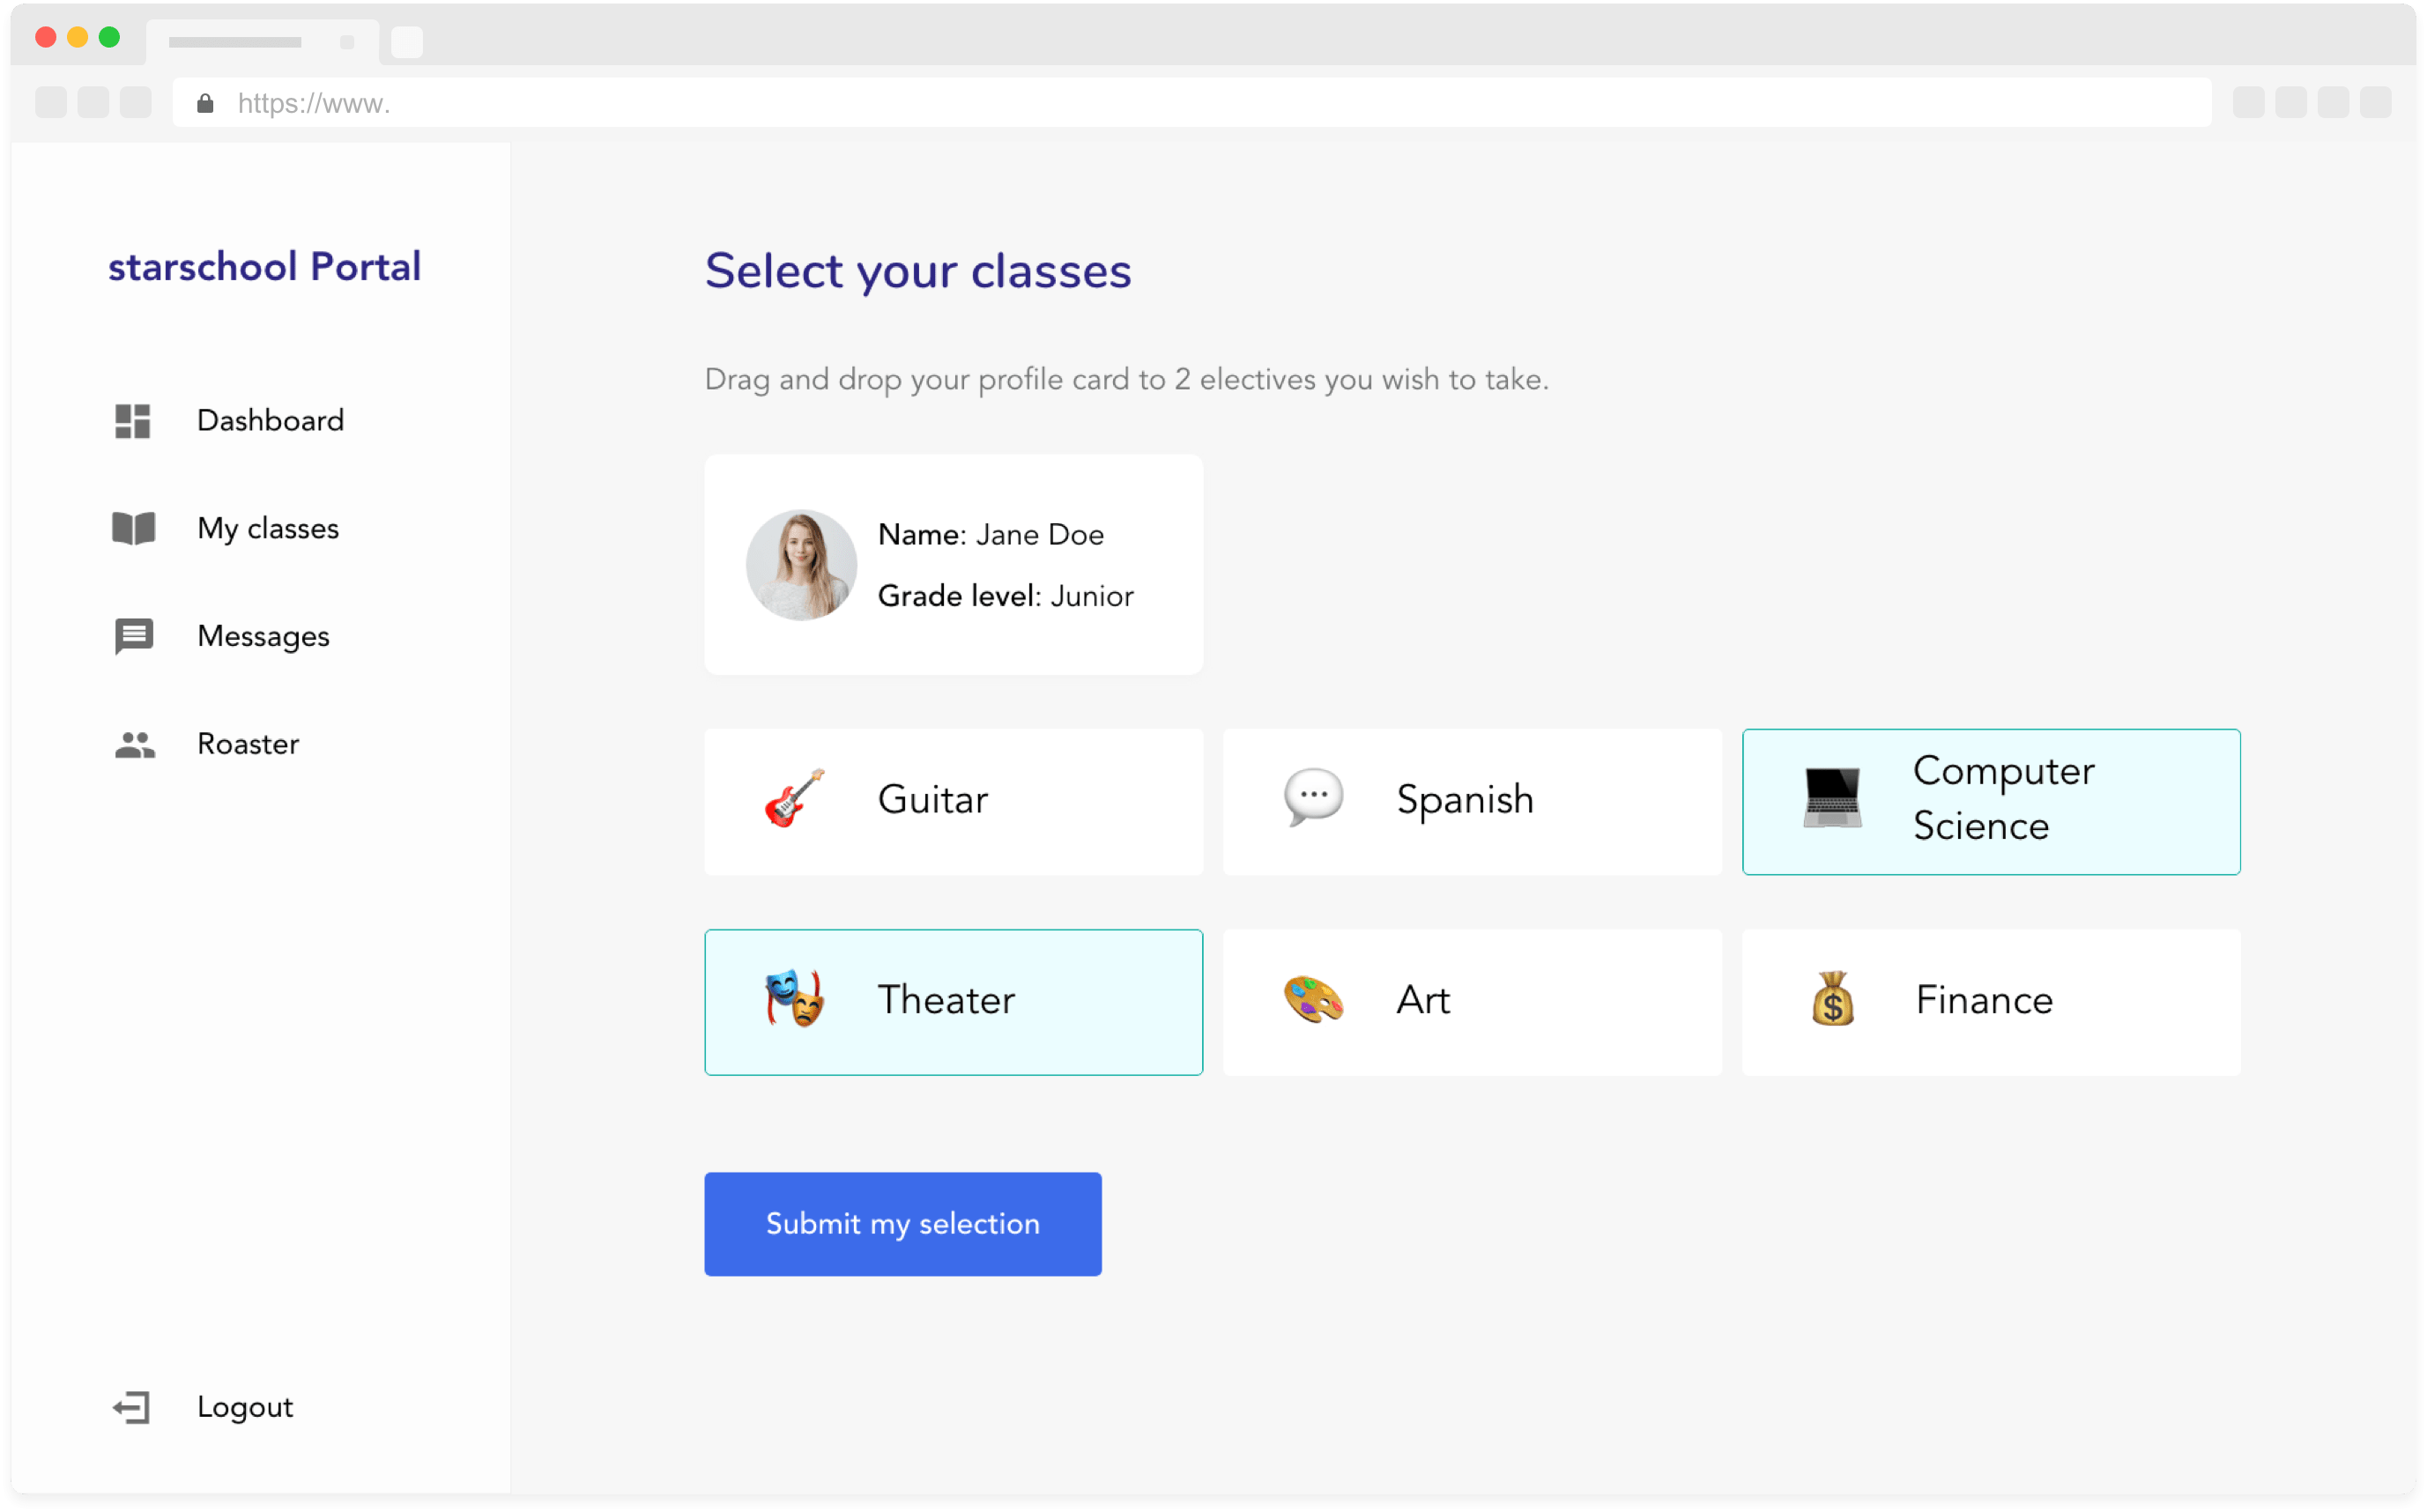 https://www.
starschool Portal
Dashboard
My classes
Messages
Roaster
Logout
Select your classes
Drag and drop your profile card to 2 electives you wish to take.
Name: Jane Doe
Grade level: Junior
Guitar
Spanish
Computer
Science
Theater
Art
Finance
Submit my selection